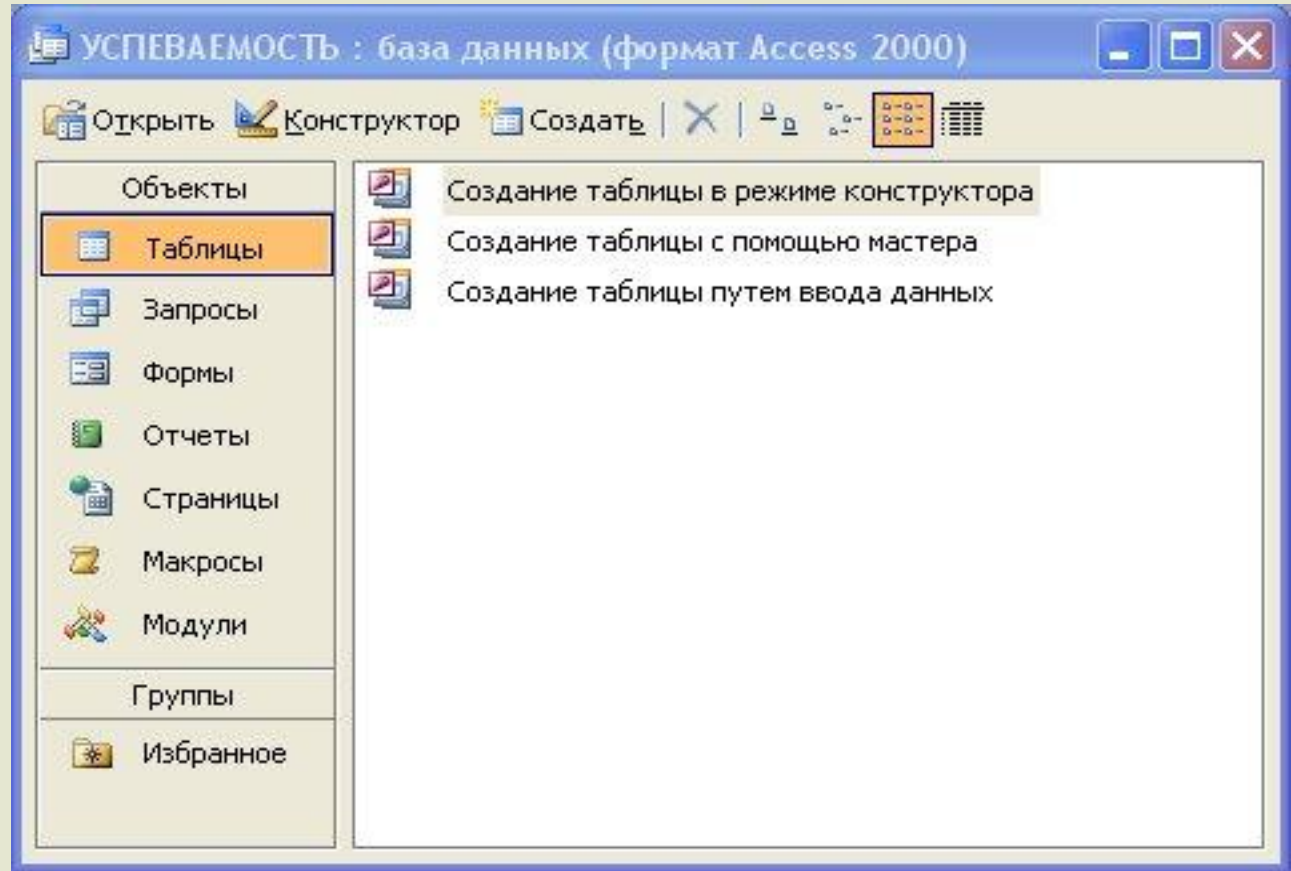 УСПЕВАЕМОСТЬ : база данных (формат Access 2000)
Открыть Конструктор Создать
Объекты
Таблицы
Запросы
Формы
Отчеты
Страницы
Макросы
Модули
Группы
Избранное
Создание таблицы в режиме конструктора
Создание таблицы с помощью мастера
Создание таблицы путем ввода данных